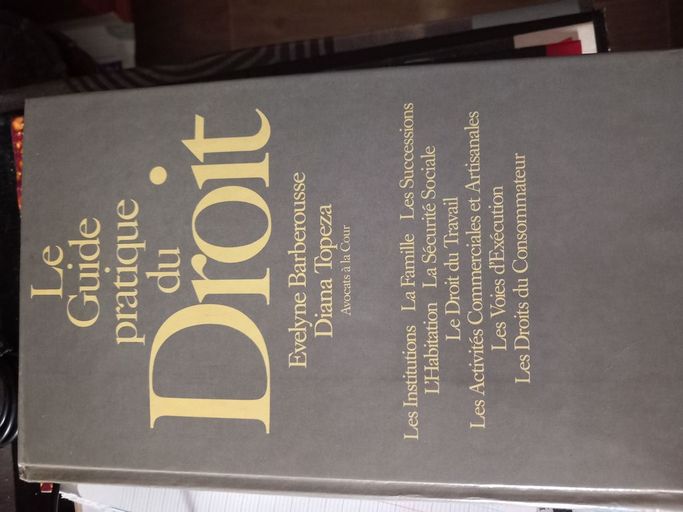 Le
Guide
pratique
du
Droit
Evelyne Barberousse
Diana Topeza
Avocats à la Cour
Les Institutions La Famille Les Successions
L'Habitation La Sécurité Sociale
Le Droit du Travail
Les Activités Commerciales et Artisanales
Les Voies d'Exécution
Les Droits du Consommateur